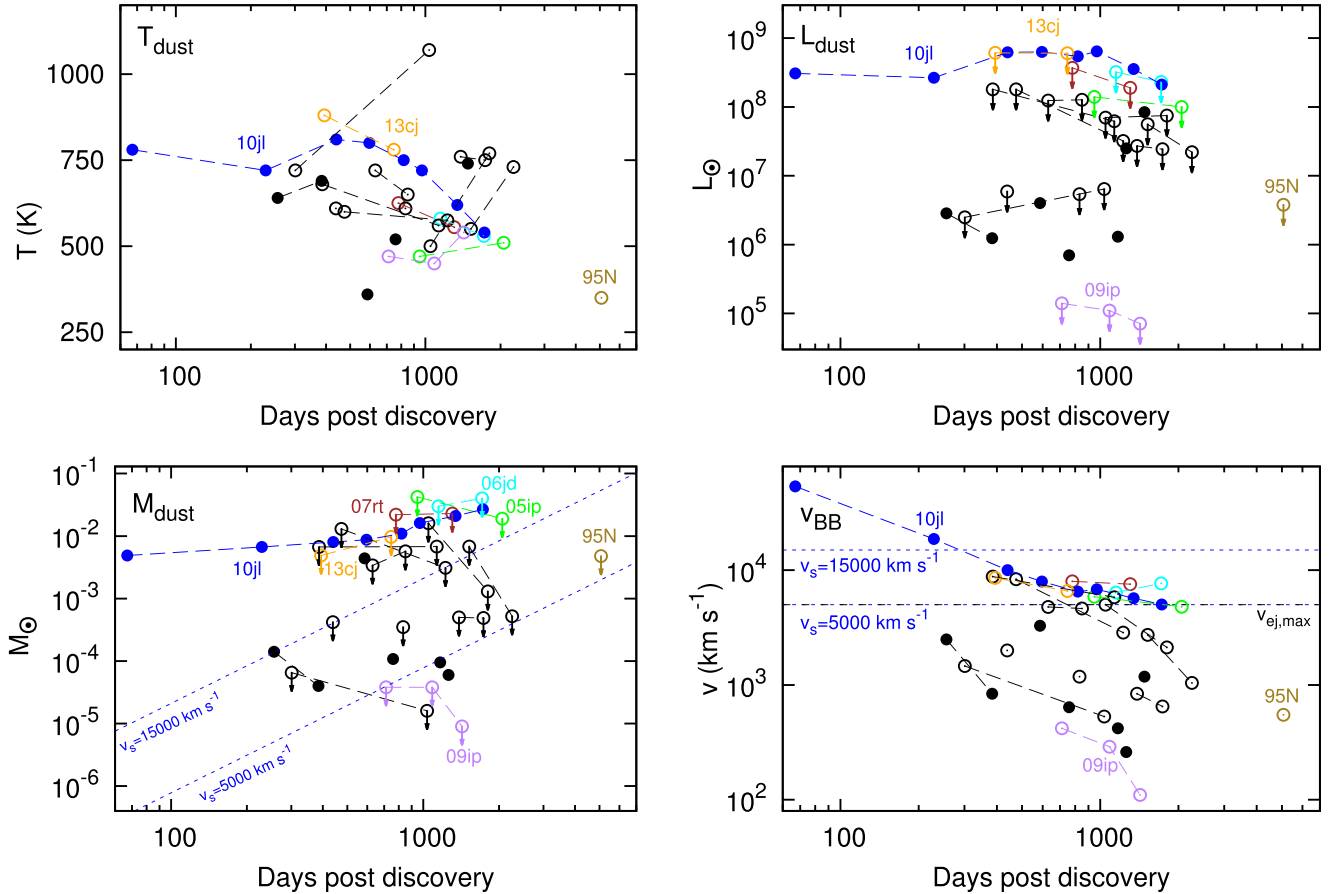 T_dust
1000
750
500
250
T (K)
10jl
13cj
95N
100
1000
Days post discovery
L_dust
10^9
10^8
10^7
10^6
10^5
L_⊙
10jl
13cj
95N
09ip
100
1000
Days post discovery
M_dust
10^-1
10^-2
10^-3
10^-4
10^-5
10^-6
M_⊙
10jl
13cj
07rt
06jd
05ip
95N
09ip
v_s=15000 km s^-1
v_s=5000 km s^-1
100
1000
Days post discovery
v_BB
10^4
10^3
10^2
v (km s^-1)
10jl
v_s=15000 km s^-1
v_s=5000 km s^-1
v_ej,max
95N
09ip
100
1000
Days post discovery